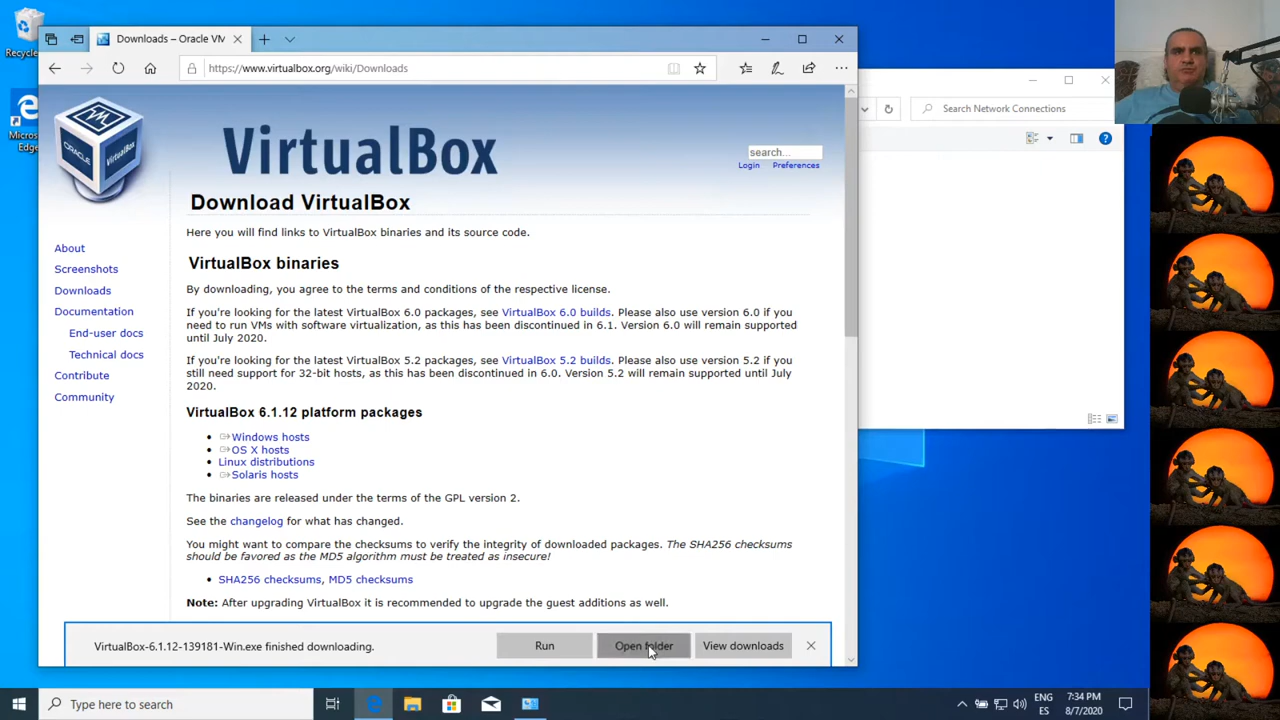 Recycle
Micros
Edge
Downloads – Oracle VM
https://www.virtualbox.org/wiki/Downloads
Search Network Connections
ORACLE
VirtualBox
VirtualBox
search...
Login Preferences
Download VirtualBox
Here you will find links to VirtualBox binaries and its source code.
About
Screenshots
Downloads
Documentation
End-user docs
Technical docs
Contribute
Community
VirtualBox binaries
By downloading, you agree to the terms and conditions of the respective license.
If you're looking for the latest VirtualBox 6.0 packages, see VirtualBox 6.0 builds. Please also use version 6.0 if you
need to run VMs with software virtualization, as this has been discontinued in 6.1. Version 6.0 will remain supported
until July 2020.
If you're looking for the latest VirtualBox 5.2 packages, see VirtualBox 5.2 builds. Please also use version 5.2 if you
still need support for 32-bit hosts, as this has been discontinued in 6.0. Version 5.2 will remain supported until July
2020.
VirtualBox 6.1.12 platform packages
Windows hosts
OS X hosts
Linux distributions
Solaris hosts
The binaries are released under the terms of the GPL version 2.
See the changelog for what has changed.
You might want to compare the checksums to verify the integrity of downloaded packages. The SHA256 checksums
should be favored as the MD5 algorithm must be treated as insecure!
SHA256 checksums, MD5 checksums
Note: After upgrading VirtualBox it is recommended to upgrade the guest additions as well.
VirtualBox-6.1.12-139181-Win.exe finished downloading.
Run
Open folder
View downloads
Type here to search
ENG
ES
7:34 PM
8/7/2020